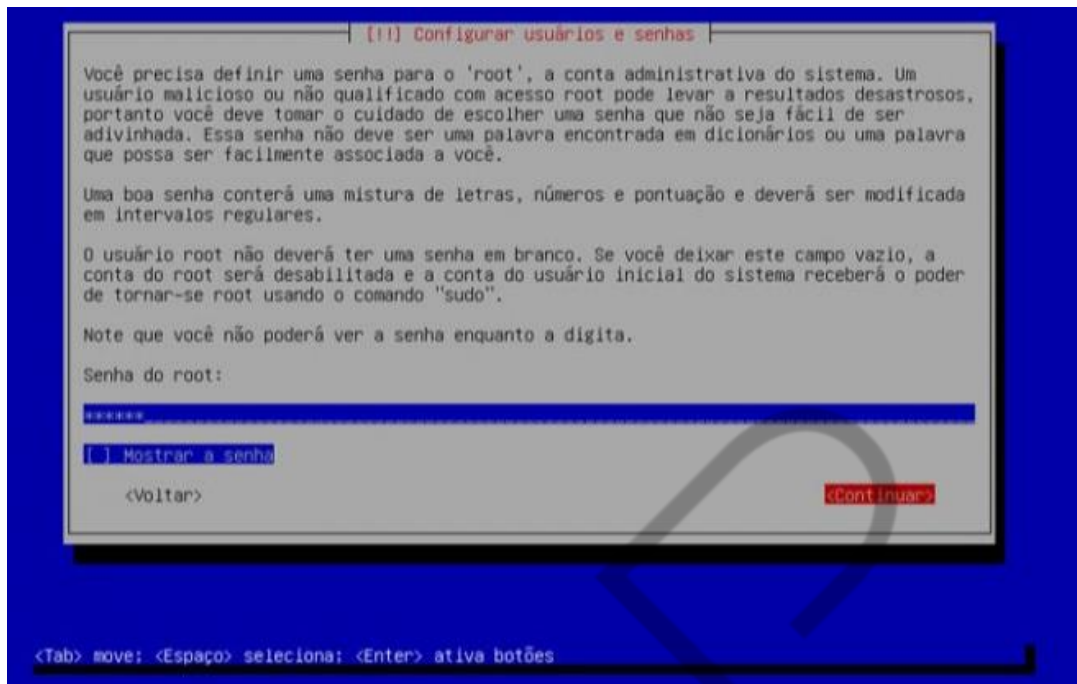 [!!] Configurar usuários e senhas
Você precisa definir uma senha para o 'root', a conta administrativa do sistema. Um
usuário malicioso ou não qualificado com acesso root pode levar a resultados desastrosos,
portanto você deve tomar o cuidado de escolher uma senha que não seja fácil de ser
adivinhada. Essa senha não deve ser uma palavra encontrada em dicionários ou uma palavra
que possa ser facilmente associada a você.
Uma boa senha conterá uma mistura de letras, números e pontuação e deverá ser modificada
em intervalos regulares.
O usuário root não deverá ter uma senha em branco. Se você deixar este campo vazio, a
conta do root será desabilitada e a conta do usuário inicial do sistema receberá o poder
de tornar-se root usando o comando "sudo".
Note que você não poderá ver a senha enquanto a digita.
Senha do root:
******
[ ] Mostrar a senha
<Voltar> <Continuar>
<Tab> move; <Espaço> seleciona; <Enter> ativa botões